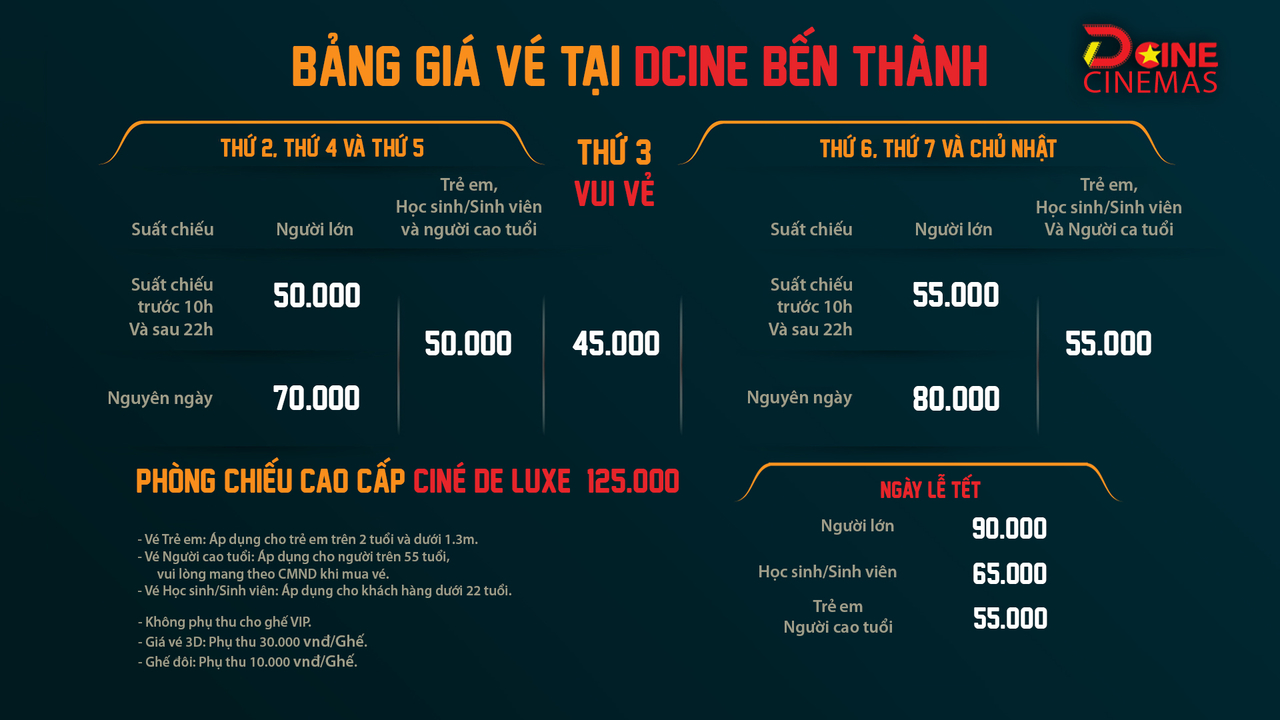 BẢNG GIÁ VÉ TẠI DCINE BẾN THÀNH
DCINE
CINEMAS
THỨ 2, THỨ 4 VÀ THỨ 5
Suất chiếu
Người lớn
Trẻ em,
Học sinh/Sinh viên
và người cao tuổi
Suất chiếu
trước 10h
Và sau 22h
50.000
50.000
Nguyên ngày
70.000
THỨ 3
VUI VẺ
45.000
THỨ 6, THỨ 7 VÀ CHỦ NHẬT
Suất chiếu
Người lớn
Trẻ em,
Học sinh/Sinh viên
Và Người ca tuổi
Suất chiếu
trước 10h
Và sau 22h
55.000
55.000
Nguyên ngày
80.000
PHÒNG CHIẾU CAO CẤP CINÉ DE LUXE 125.000
- Vé Trẻ em: Áp dụng cho trẻ em trên 2 tuổi và dưới 1.3m.
- Vé Người cao tuổi: Áp dụng cho người trên 55 tuổi,
vui lòng mang theo CMND khi mua vé.
- Vé Học sinh/Sinh viên: Áp dụng cho khách hàng dưới 22 tuổi.
- Không phụ thu cho ghế VIP.
- Giá vé 3D: Phụ thu 30.000 vnđ/Ghế.
- Ghế đôi: Phụ thu 10.000 vnđ/Ghế.
NGÀY LỄ TẾT
Người lớn 90.000
Học sinh/Sinh viên 65.000
Trẻ em
Người cao tuổi
55.000